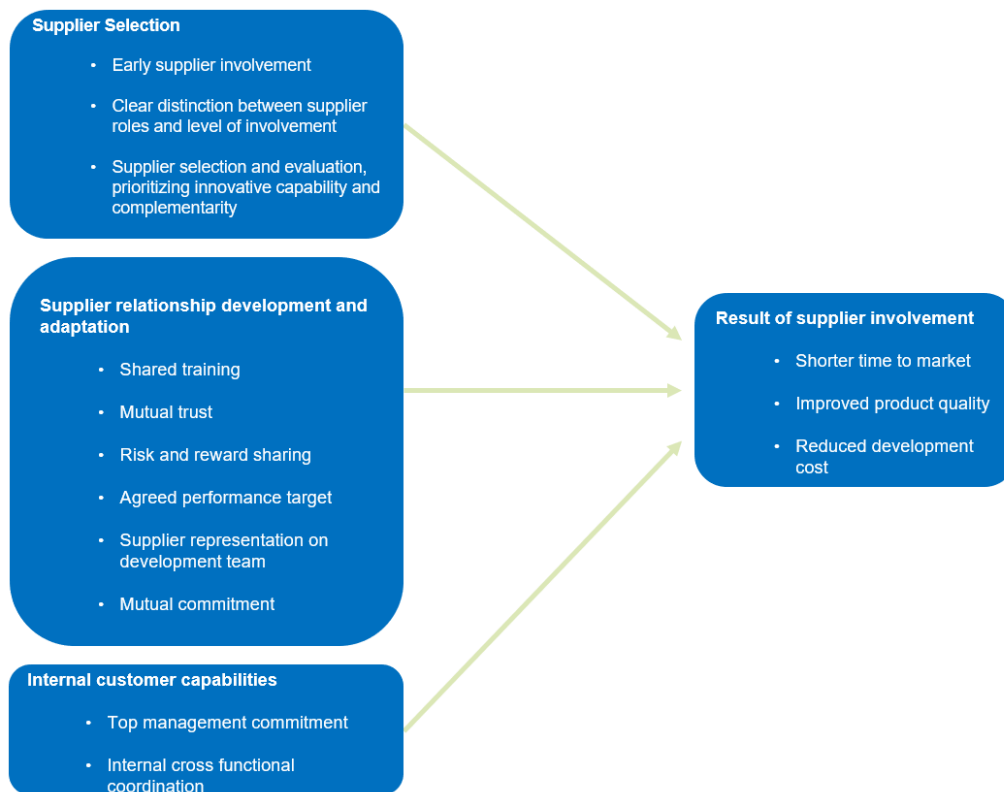 Supplier Selection
• Early supplier involvement
• Clear distinction between supplier
roles and level of involvement
• Supplier selection and evaluation,
prioritizing innovative capability and
complementarity
Supplier relationship development and
adaptation
• Shared training
• Mutual trust
• Risk and reward sharing
• Agreed performance target
• Supplier representation on
development team
• Mutual commitment
Internal customer capabilities
• Top management commitment
• Internal cross functional
coordination
Result of supplier involvement
• Shorter time to market
• Improved product quality
• Reduced development
cost